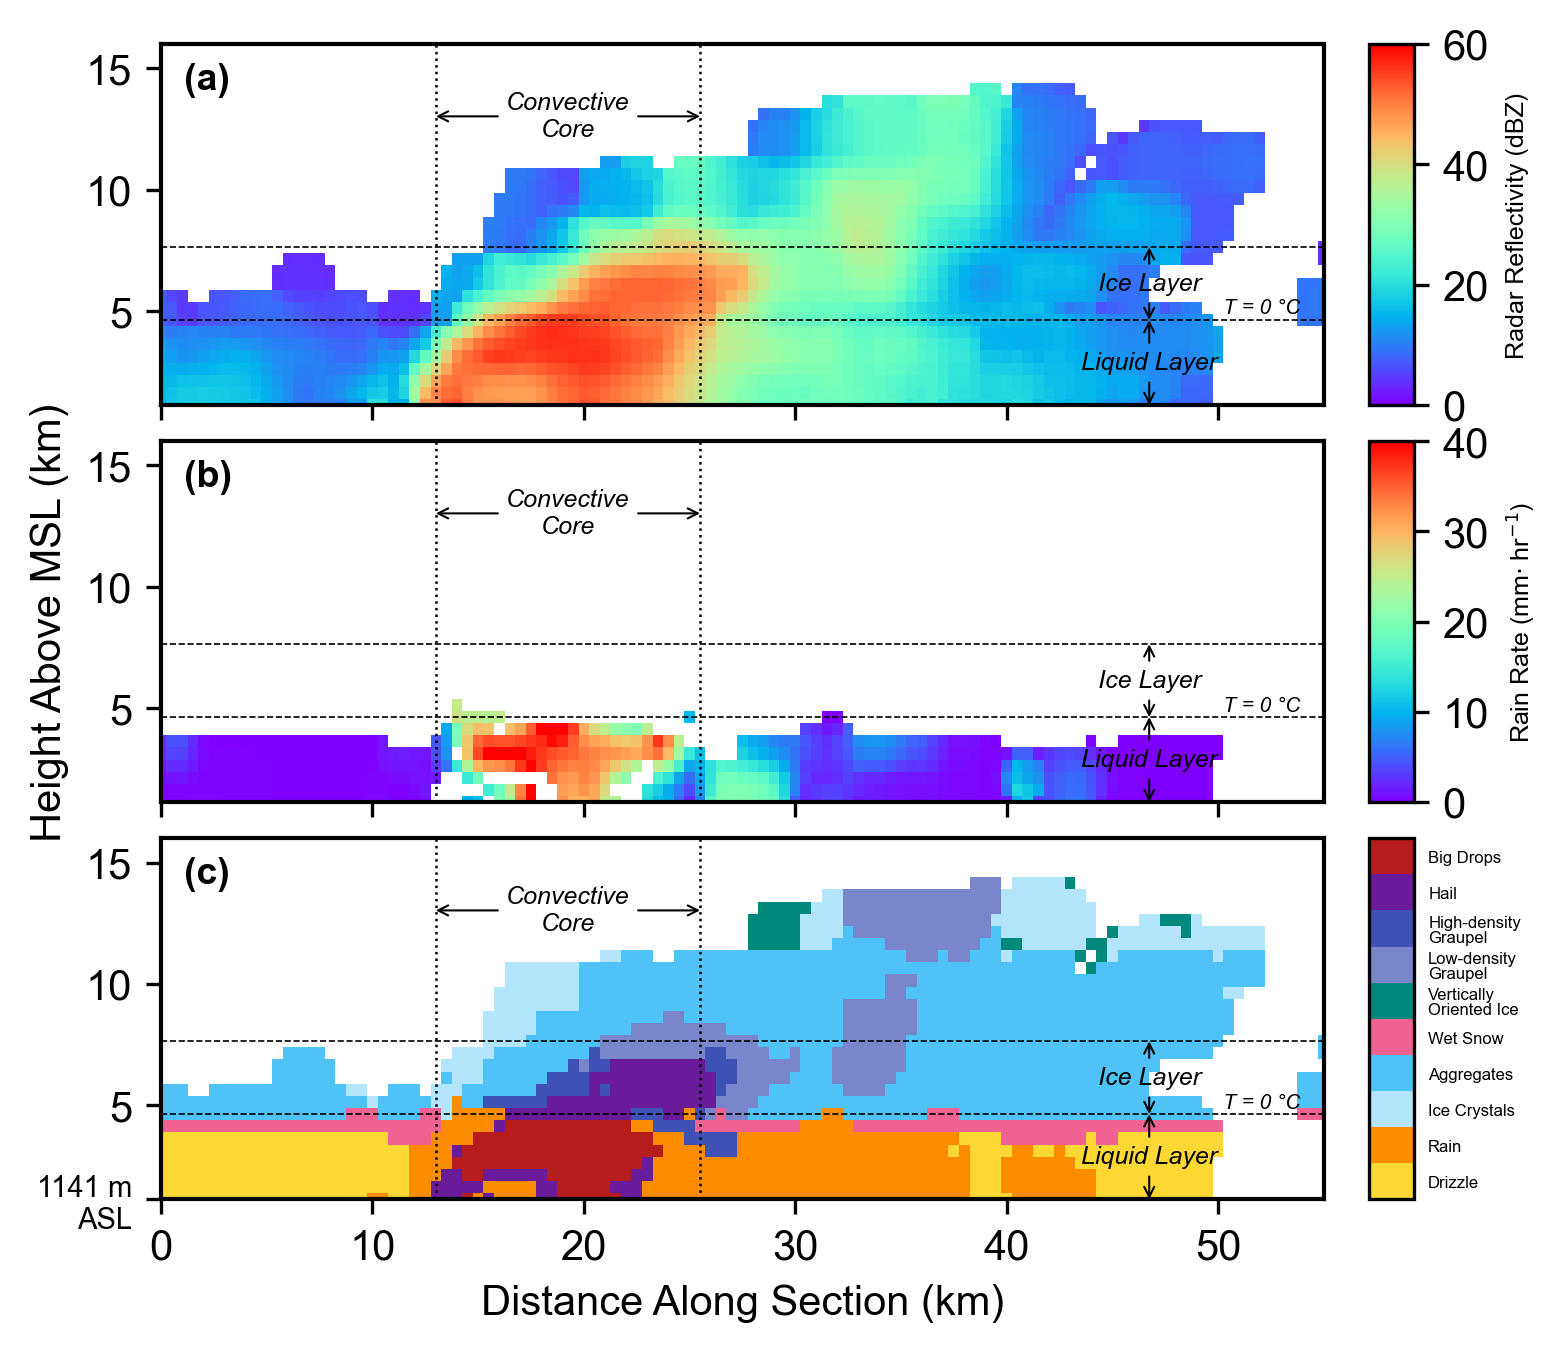 (a)
Convective
Core
15
10
5
Ice Layer
T = 0 °C
Liquid Layer
60
40
20
0
Radar Reflectivity (dBZ)
(b)
Convective
Core
15
10
5
Ice Layer
T = 0 °C
Liquid Layer
40
30
20
10
0
Rain Rate (mm· hr⁻¹)
Height Above MSL (km)
(c)
Convective
Core
15
10
5
Ice Layer
T = 0 °C
Liquid Layer
1141 m
ASL
0
10
20
30
40
50
Distance Along Section (km)
Big Drops
Hail
High-density
Graupel
Low-density
Graupel
Vertically
Oriented Ice
Wet Snow
Aggregates
Ice Crystals
Rain
Drizzle